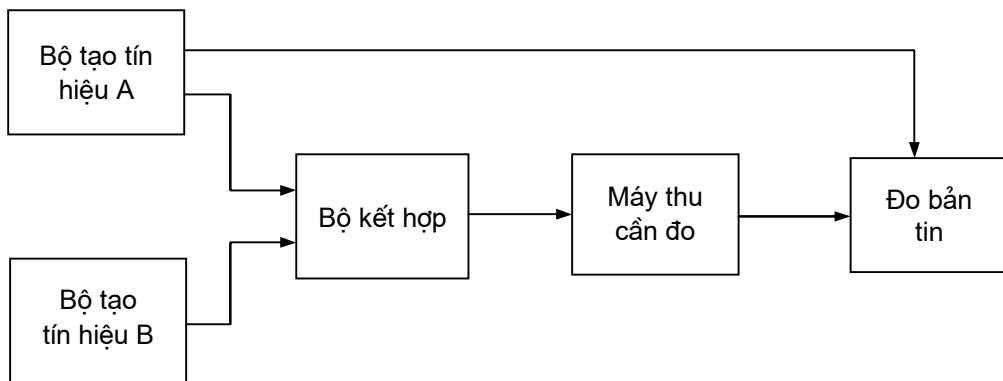 Bộ tạo tín
hiệu A
Bộ kết hợp
Máy thu
cần đo
Đo bản
tin
Bộ tạo
tín hiệu B